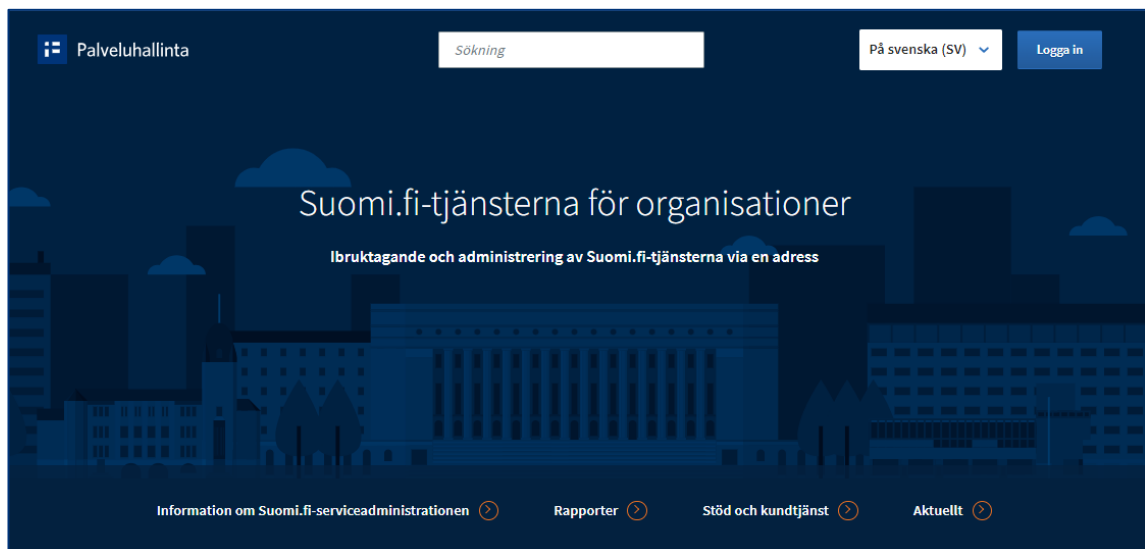 Palveluhallinta
Sökning
På svenska (SV)
Logga in
Suomi.fi-tjänsterna för organisationer
Ibruktagande och administrering av Suomi.fi-tjänsterna via en adress
Information om Suomi.fi-serviceadministrationen
Rapporter
Stöd och kundtjänst
Aktuellt